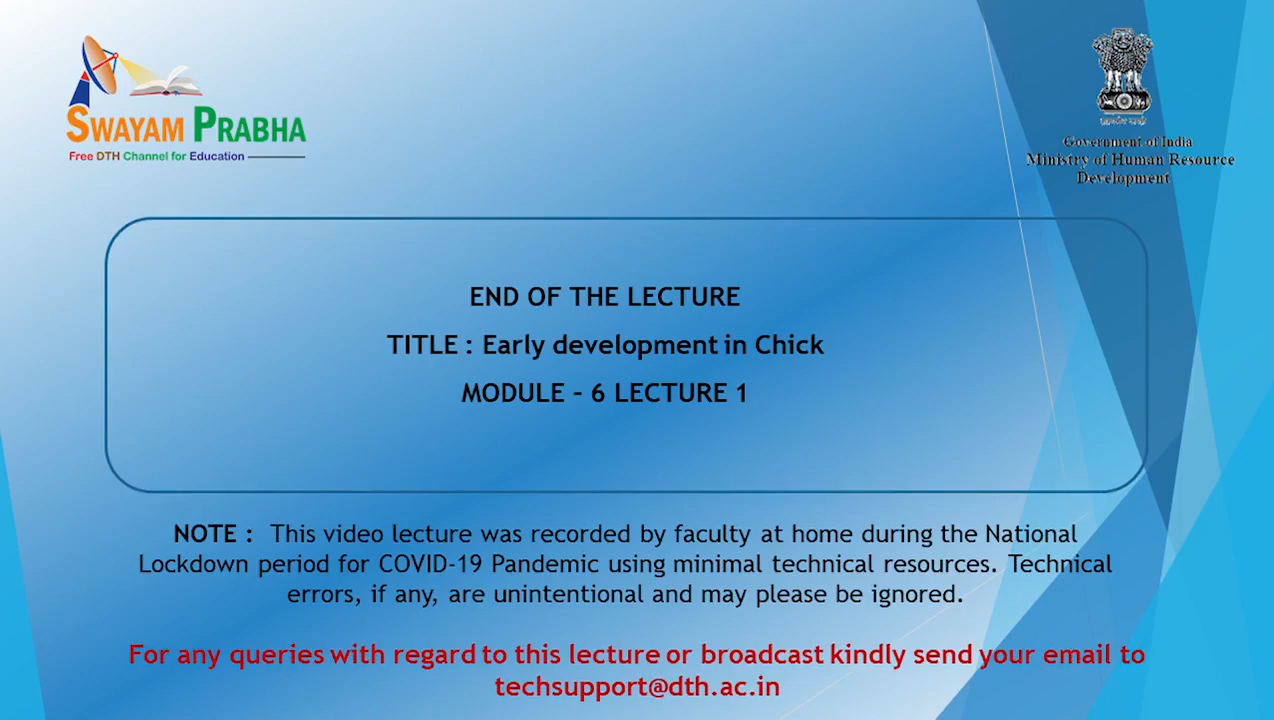 SWAYAM PRABHA
Free DTH Channel for Education
Government of India
Ministry of Human Resource
Development
END OF THE LECTURE
TITLE : Early development in Chick
MODULE – 6 LECTURE 1
NOTE : This video lecture was recorded by faculty at home during the National
Lockdown period for COVID-19 Pandemic using minimal technical resources. Technical
errors, if any, are unintentional and may please be ignored.
For any queries with regard to this lecture or broadcast kindly send your email to
techsupport@dth.ac.in